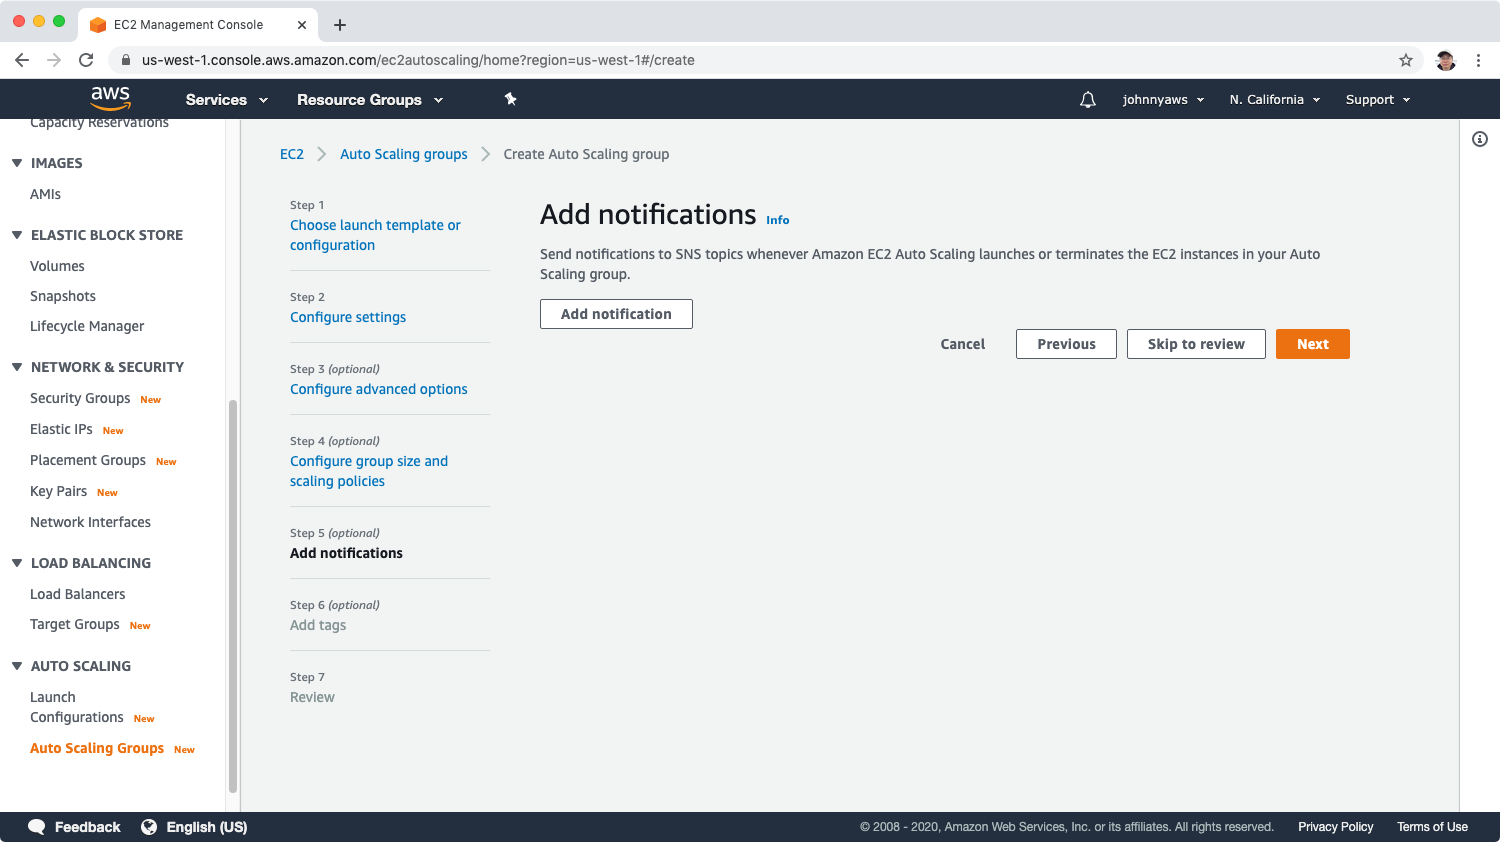 EC2 Management Console
us-west-1.console.aws.amazon.com/ec2autoscaling/home?region=us-west-1#/create
aws
Services
Resource Groups
johnnyaws
N. California
Support
Capacity Reservations
IMAGES
AMIs
ELASTIC BLOCK STORE
Volumes
Snapshots
Lifecycle Manager
NETWORK & SECURITY
Security Groups New
Elastic IPs New
Placement Groups New
Key Pairs New
Network Interfaces
LOAD BALANCING
Load Balancers
Target Groups New
AUTO SCALING
Launch
Configurations New
Auto Scaling Groups New
EC2
Auto Scaling groups
Create Auto Scaling group
Step 1
Choose launch template or
configuration
Step 2
Configure settings
Step 3 (optional)
Configure advanced options
Step 4 (optional)
Configure group size and
scaling policies
Step 5 (optional)
Add notifications
Step 6 (optional)
Add tags
Step 7
Review
Add notifications Info
Send notifications to SNS topics whenever Amazon EC2 Auto Scaling launches or terminates the EC2 instances in your Auto
Scaling group.
Add notification
Cancel
Previous
Skip to review
Next
Feedback
English (US)
© 2008 - 2020, Amazon Web Services, Inc. or its affiliates. All rights reserved.
Privacy Policy
Terms of Use